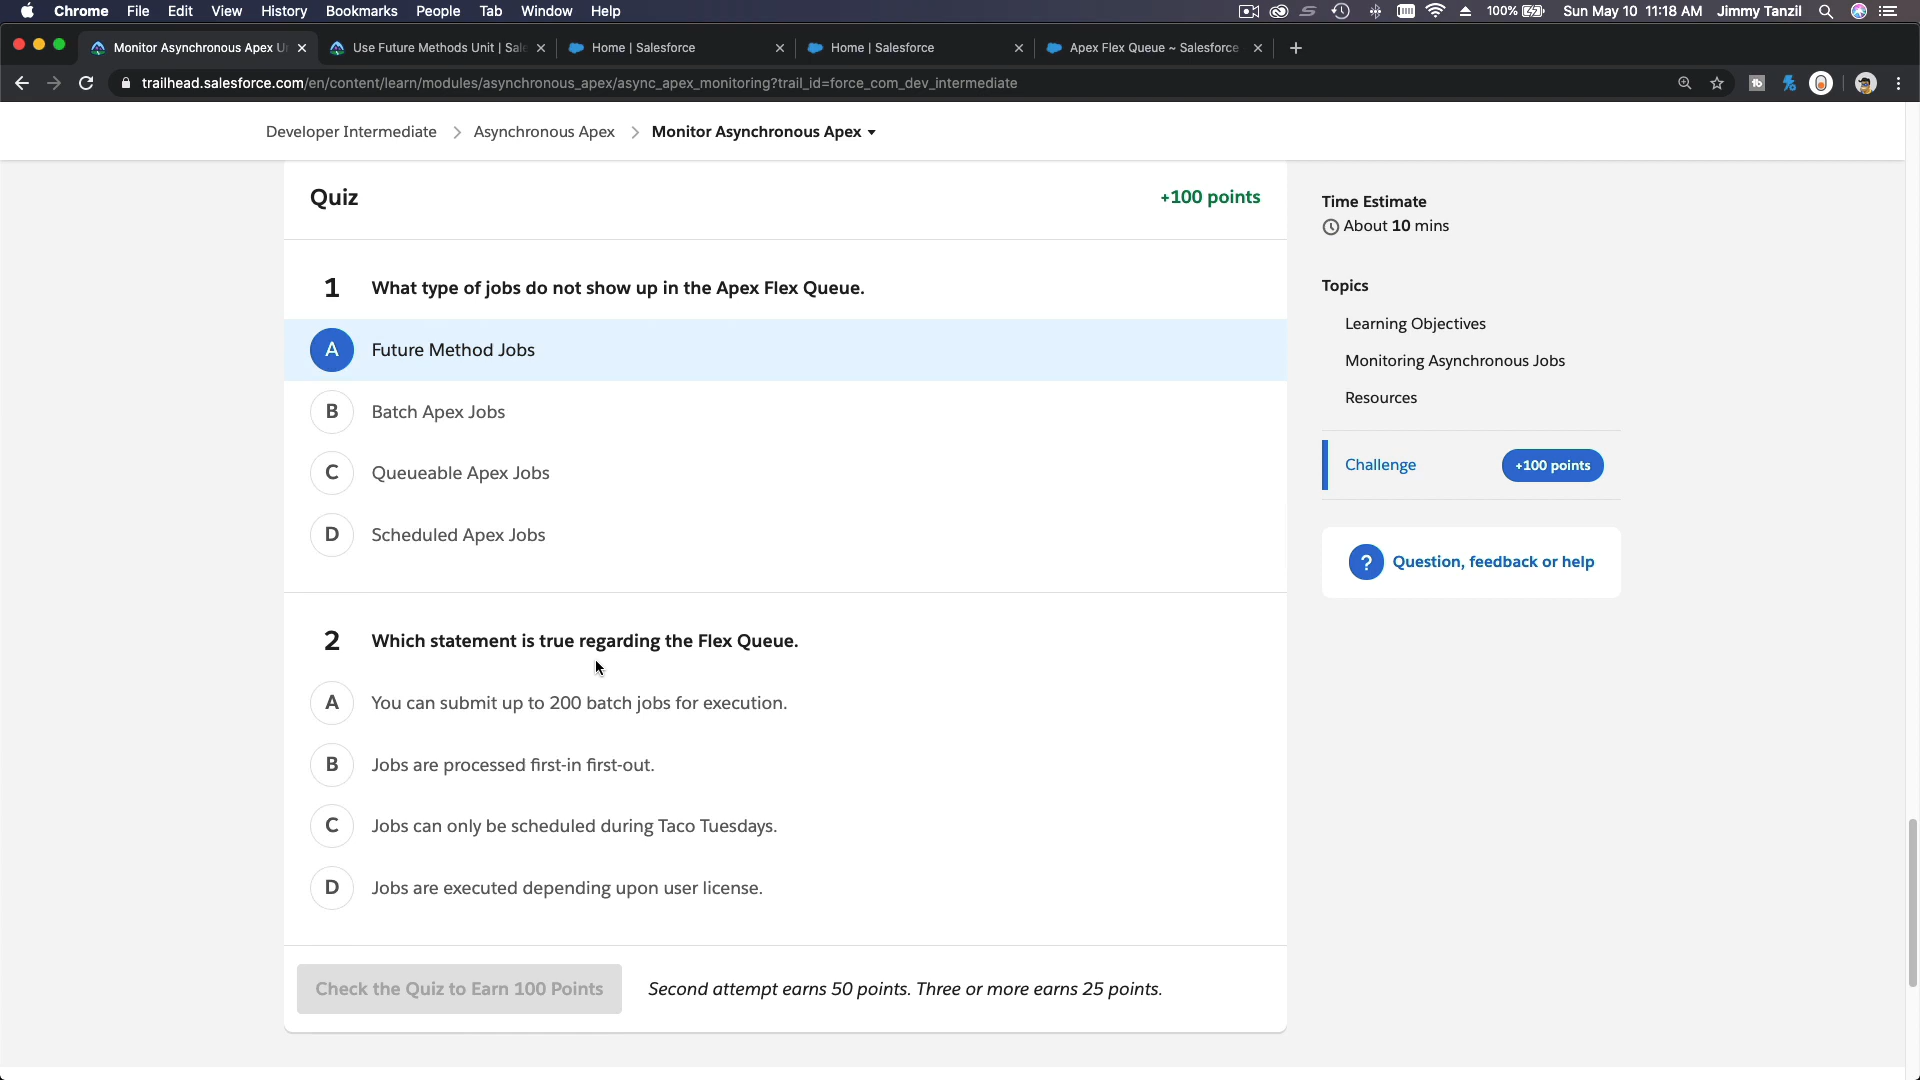 Chrome File Edit View History Bookmarks People Tab Window Help
100% Sun May 10 11:18 AM Jimmy Tanzil
Monitor Asynchronous Apex U
Use Future Methods Unit | Sale
Home | Salesforce
Home | Salesforce
Apex Flex Queue ~ Salesforce
trailhead.salesforce.com/en/content/learn/modules/asynchronous_apex/async_apex_monitoring?trail_id=force_com_dev_intermediate
Developer Intermediate > Asynchronous Apex > Monitor Asynchronous Apex
Quiz +100 points
1 What type of jobs do not show up in the Apex Flex Queue.
A Future Method Jobs
B Batch Apex Jobs
C Queueable Apex Jobs
D Scheduled Apex Jobs
2 Which statement is true regarding the Flex Queue.
A You can submit up to 200 batch jobs for execution.
B Jobs are processed first-in first-out.
C Jobs can only be scheduled during Taco Tuesdays.
D Jobs are executed depending upon user license.
Check the Quiz to Earn 100 Points Second attempt earns 50 points. Three or more earns 25 points.
Time Estimate
About 10 mins
Topics
Learning Objectives
Monitoring Asynchronous Jobs
Resources
Challenge +100 points
? Question, feedback or help